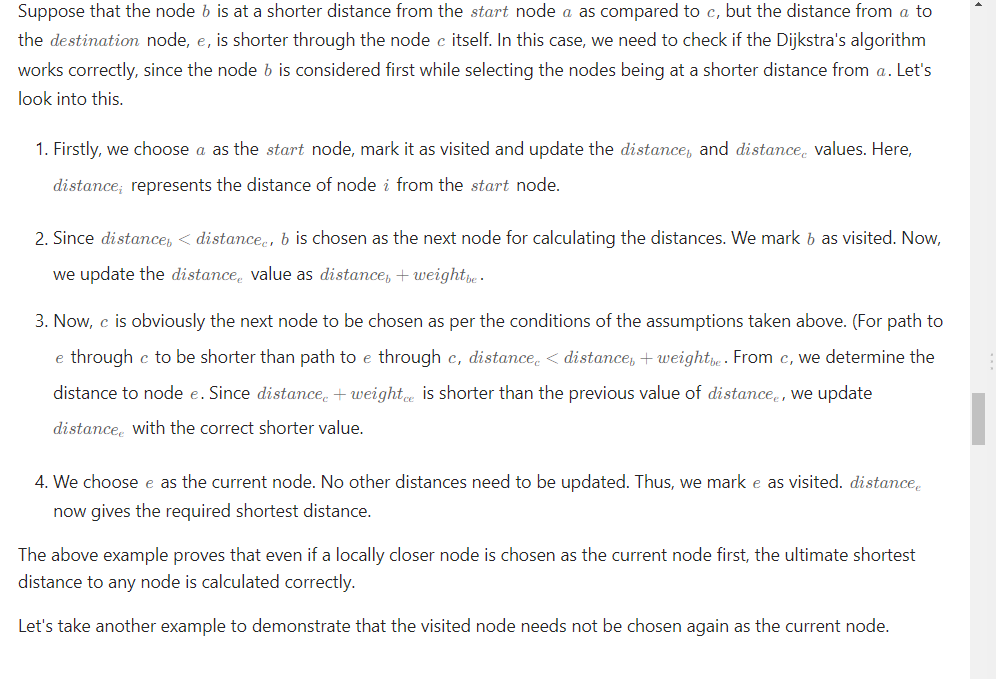 Suppose that the node b is at a shorter distance from the start node a as compared to c, but the distance from a to
the destination node, e, is shorter through the node c itself. In this case, we need to check if the Dijkstra's algorithm
works correctly, since the node b is considered first while selecting the nodes being at a shorter distance from a. Let's
look into this.
1. Firstly, we choose a as the start node, mark it as visited and update the distance_b and distance_c values. Here,
distance_i represents the distance of node i from the start node.
2. Since distance_b < distance_c, b is chosen as the next node for calculating the distances. We mark b as visited. Now,
we update the distance_e value as distance_b + weight_be.
3. Now, c is obviously the next node to be chosen as per the conditions of the assumptions taken above. (For path to
e through c to be shorter than path to e through c, distance_c < distance_b + weight_be. From c, we determine the
distance to node e. Since distance_c + weight_ce is shorter than the previous value of distance_e, we update
distance_e with the correct shorter value.
4. We choose e as the current node. No other distances need to be updated. Thus, we mark e as visited. distance_e
now gives the required shortest distance.
The above example proves that even if a locally closer node is chosen as the current node first, the ultimate shortest
distance to any node is calculated correctly.
Let's take another example to demonstrate that the visited node needs not be chosen again as the current node.